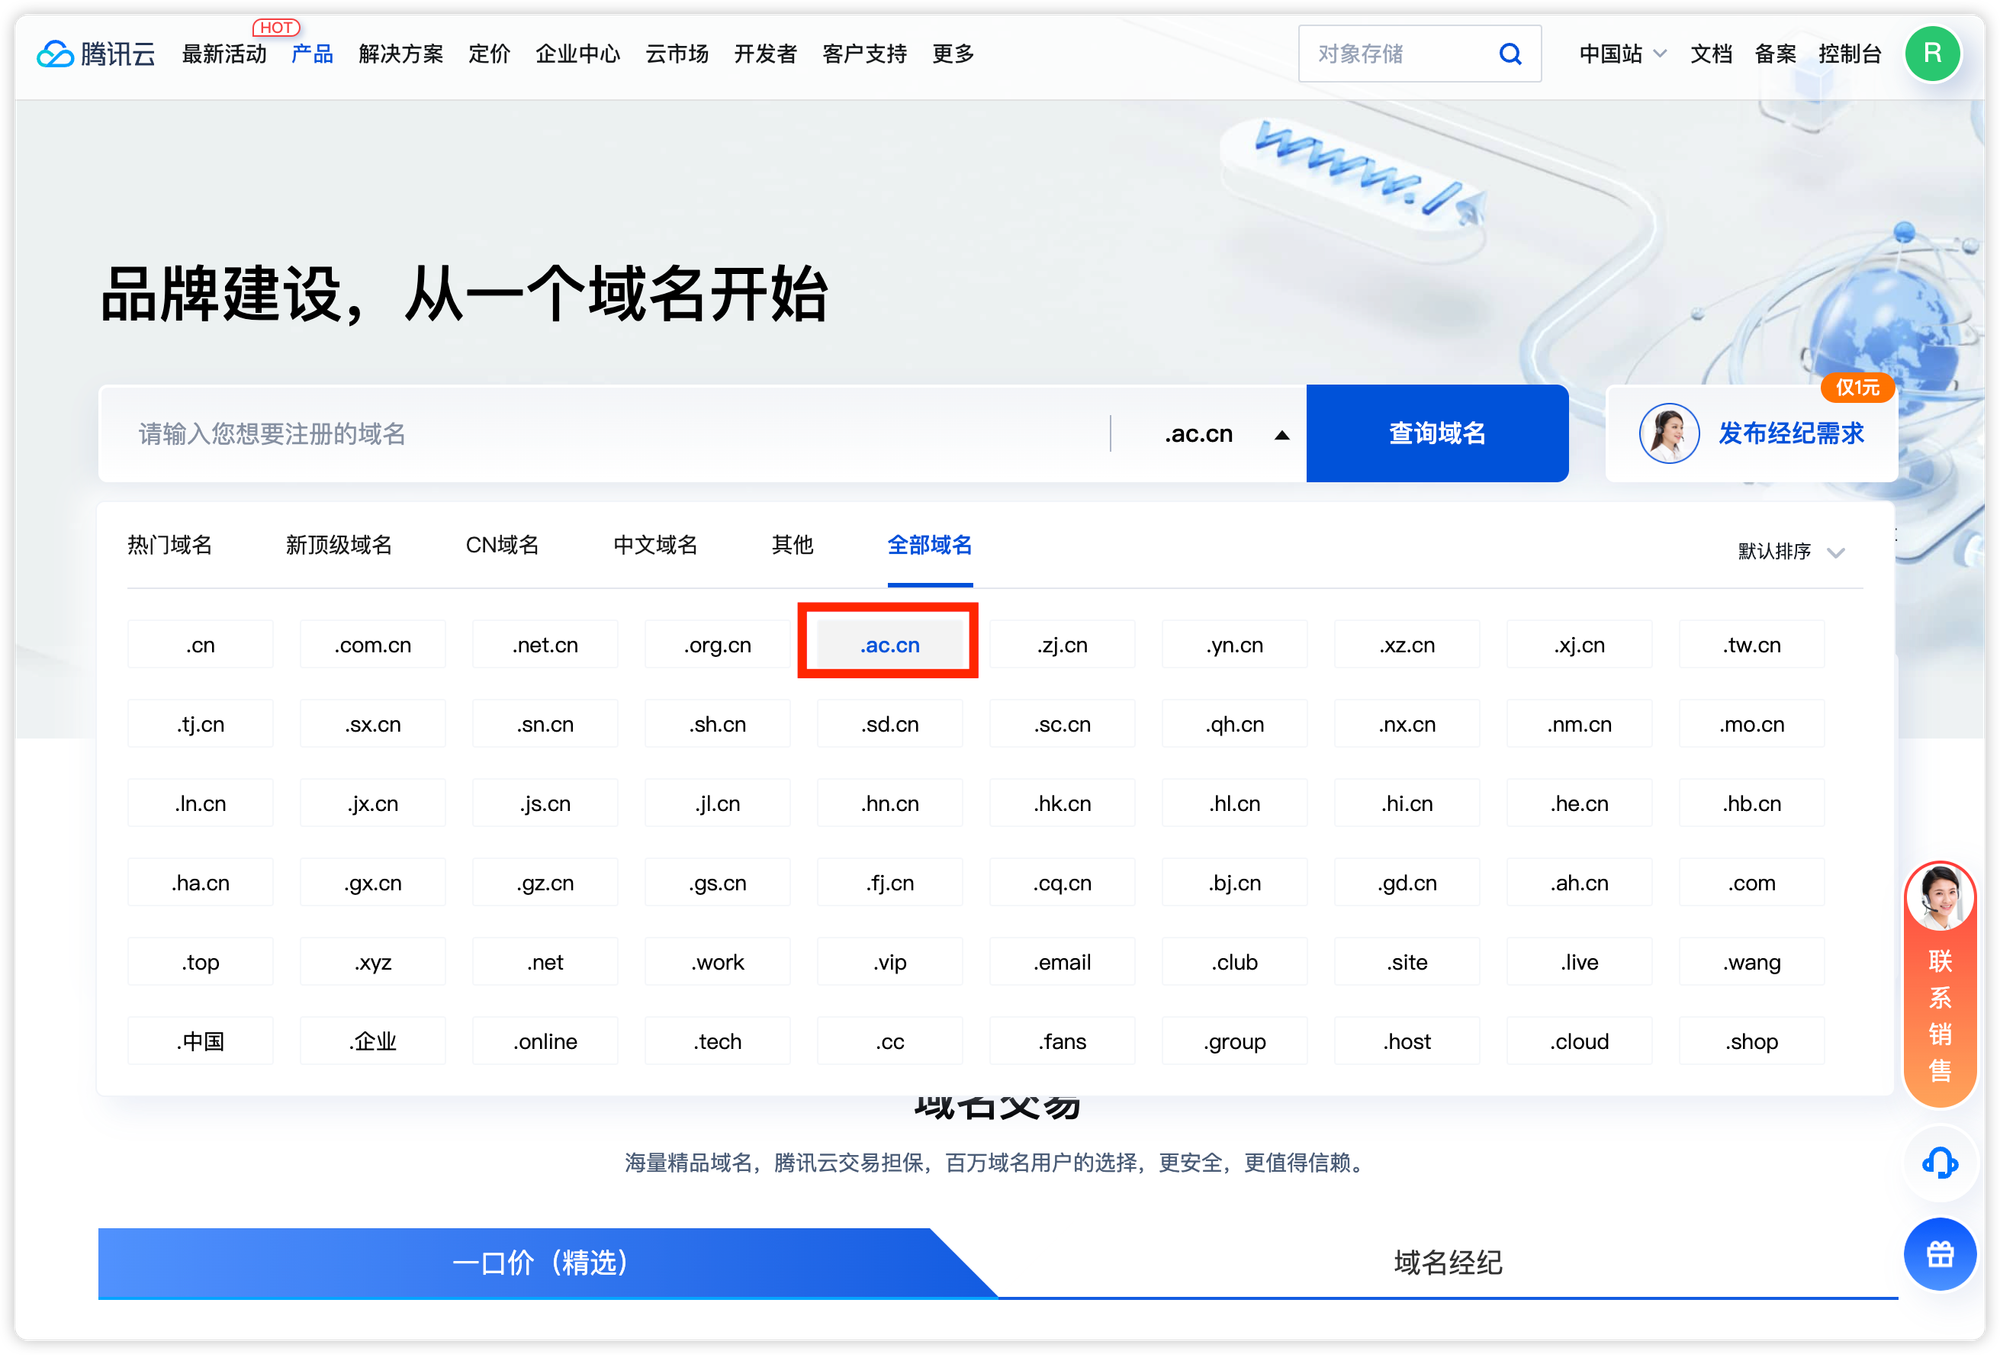 HOT
腾讯云 最新活动 产品 解决方案 定价 企业中心 云市场 开发者 客户支持 更多 对象存储 中国站 文档 备案 控制台 R
www.
品牌建设，从一个域名开始
仅1元
请输入您想要注册的域名 .ac.cn 查询域名 发布经纪需求
热门域名 新顶级域名 CN域名 中文域名 其他 全部域名 默认排序
.cn .com.cn .net.cn .org.cn .ac.cn .zj.cn .yn.cn .xz.cn .xj.cn .tw.cn
.tj.cn .sx.cn .sn.cn .sh.cn .sd.cn .sc.cn .qh.cn .nx.cn .nm.cn .mo.cn
.ln.cn .jx.cn .js.cn .jl.cn .hn.cn .hk.cn .hl.cn .hi.cn .he.cn .hb.cn
.ha.cn .gx.cn .gz.cn .gs.cn .fj.cn .cq.cn .bj.cn .gd.cn .ah.cn .com
.top .xyz .net .work .vip .email .club .site .live .wang
.中国 .企业 .online .tech .cc .fans .group .host .cloud .shop
联系销售
域名交易
海量精品域名，腾讯云交易担保，百万域名用户的选择，更安全，更值得信赖。
一口价（精选） 域名经纪